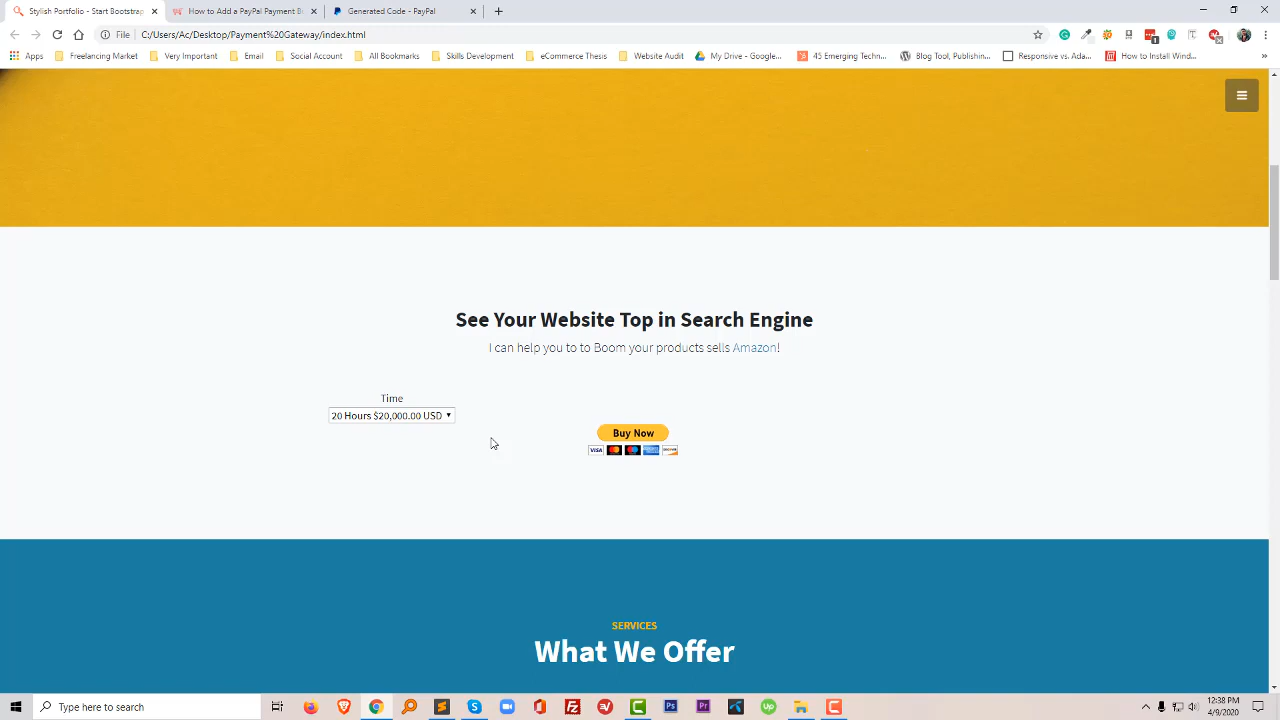 Stylish Portfolio - Start Bootstrap
How to Add a PayPal Payment B
Generated Code - PayPal
File
C:/Users/Ac/Desktop/Payment%20Gateway/index.html
1
Apps
Freelancing Market
Very Important
Email
Social Account
All Bookmarks
Skills Development
eCommerce Thesis
Website Audit
My Drive - Google...
45 Emerging Techn...
Blog Tool, Publishin...
Responsive vs. Ada...
How to Install Wind...
»
See Your Website Top in Search Engine
I can help you to to Boom your products sells Amazon!
Time
20 Hours $20,000.00 USD
Buy Now
VISA
SERVICES
What We Offer
Type here to search
12:38 PM
4/9/2020